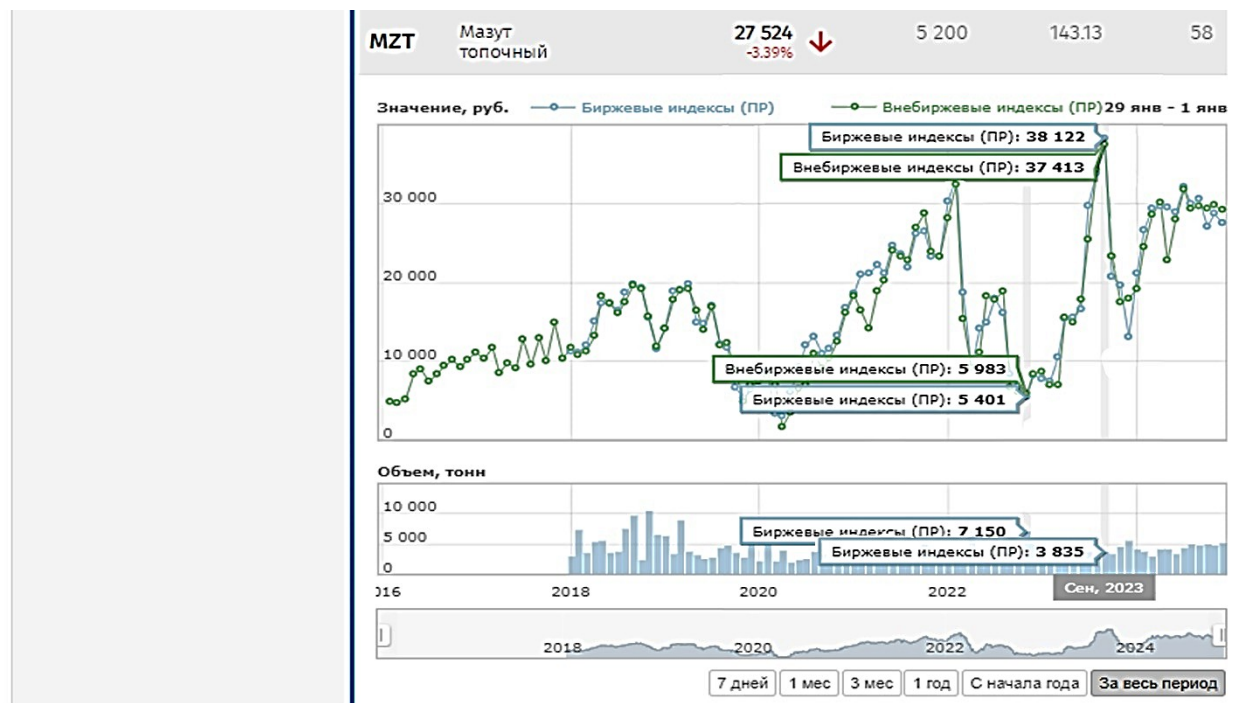 MZT Мазут топочный 27 524 -3.39% 5 200 143.13 58
Значение, руб. Биржевые индексы (ПР) Внебиржевые индексы (ПР) 29 янв - 1 янв
Биржевые индексы (ПР): 38 122
Внебиржевые индексы (ПР): 37 413
30 000
20 000
10 000
Внебиржевые индексы (ПР): 5 983
Биржевые индексы (ПР): 5 401
0
Объем, тонн
10 000
Биржевые индексы (ПР): 7 150
5 000
Биржевые индексы (ПР): 3 835
0
016 2018 2020 2022 Сен, 2023
2018 2020 2022 2024
7 дней 1 мес 3 мес 1 год С начала года За весь период